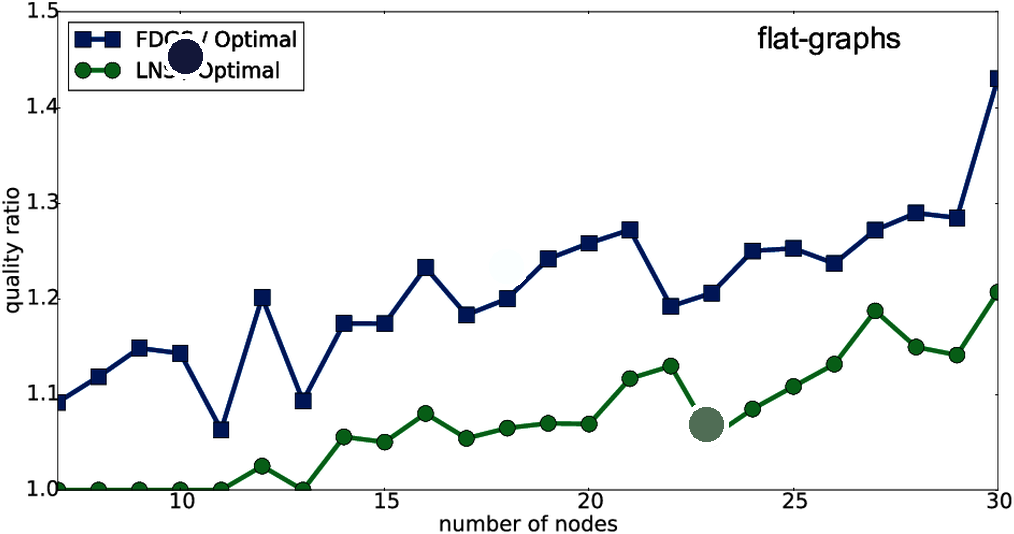 1.5
/ Optimal
Optimal
flat-graphs
1.4
1.3
1.2
1.1
1.0
quality ratio
10 15 20 25 30
number of nodes